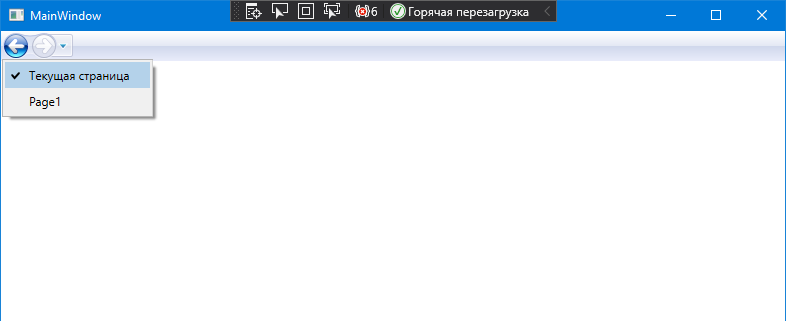 MainWindow
6
Горячая перезагрузка
Текущая страница
Page1